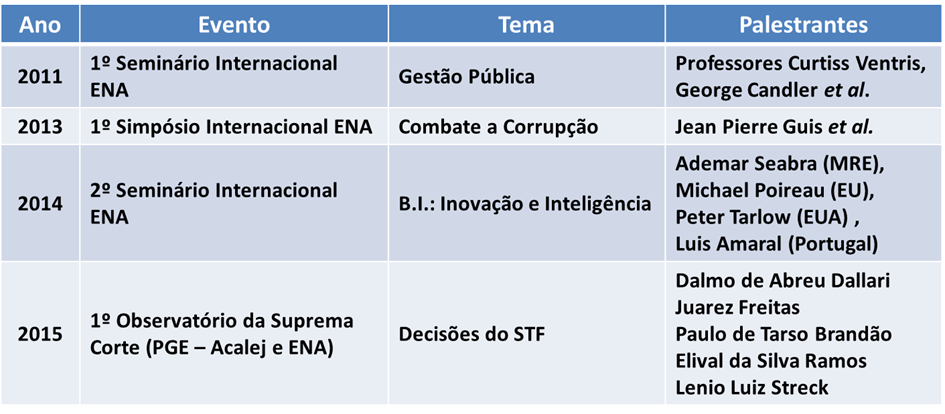 Ano Evento Tema Palestrantes
2011 1º Seminário Internacional ENA Gestão Pública Professores Curtiss Ventris, George Candler et al.
2013 1º Simpósio Internacional ENA Combate a Corrupção Jean Pierre Guis et al.
2014 2º Seminário Internacional ENA B.I.: Inovação e Inteligência Ademar Seabra (MRE), Michael Poireau (EU), Peter Tarlow (EUA) , Luis Amaral (Portugal)
2015 1º Observatório da Suprema Corte (PGE – Acalej e ENA) Decisões do STF Dalmo de Abreu Dallari Juarez Freitas Paulo de Tarso Brandão Elival da Silva Ramos Lenio Luiz Streck